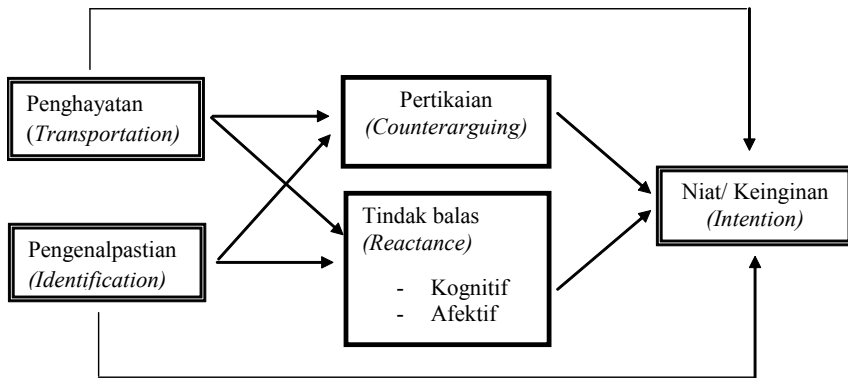 Penghayatan
(Transportation)
Pengenalpastian
(Identification)
Pertikaian
(Counterarguing)
Tindak balas
(Reactance)
- Kognitif
- Afektif
Niat/ Keinginan
(Intention)